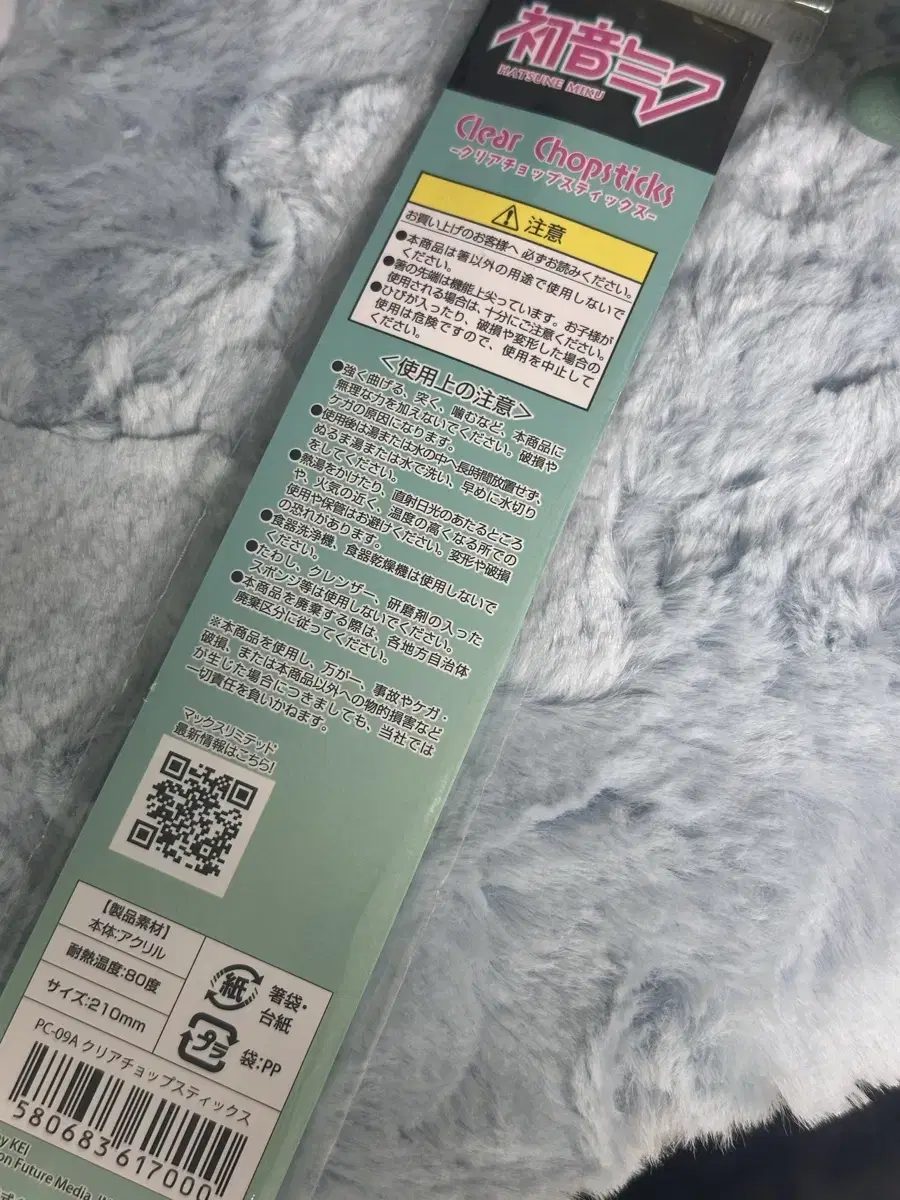 初音ミク
HATSUNE MIKU
Clear Chopsticks
-クリアチョップスティックス-
注意
お買い上げのお客様へ 必ずお読みください。
●本商品は箸以外の用途で使用しないで
ください。
●箸の先端は機能上尖っています。お子様が
使用される場合は、十分にご注意ください。
●ひびが入ったり、破損や変形した場合の
使用は危険ですので、使用を中止して
ください。
<使用上の注意>
●強く曲げる、突く、噛むなど、本商品に
無理な力を加えないでください。破損や
ケガの原因になります。
●使用後は湯または水の中へ長時間放置せず、
ぬるま湯または水で洗い、早めに水切り
をしてください。
●熱湯をかけたり、直射日光のあたるところ
や、火気の近く、温度の高くなる所での
使用や保管はお避けください。変形や破損
の恐れがあります。
●食器洗浄機、食器乾燥機は使用しないで
ください。
●たわし、クレンザー、研磨剤の入った
スポンジ等は使用しないでください。
●本商品を廃棄する際は、各地方自治体
廃棄区分に従ってください。
※本商品を使用し、万が一、事故やケガ・
破損、または本商品以外への物的損害など
が生じた場合につきましても、当社では
一切責任を負いかねます。
マックスリミテッド
最新情報はこちら!
【製品素材】
本体:アクリル
耐熱温度:80度
サイズ:210mm
紙
箸袋・
台紙
プラ
袋:PP
PC-09A クリアチョップスティックス
580683617000
by KEI
on Future Media,